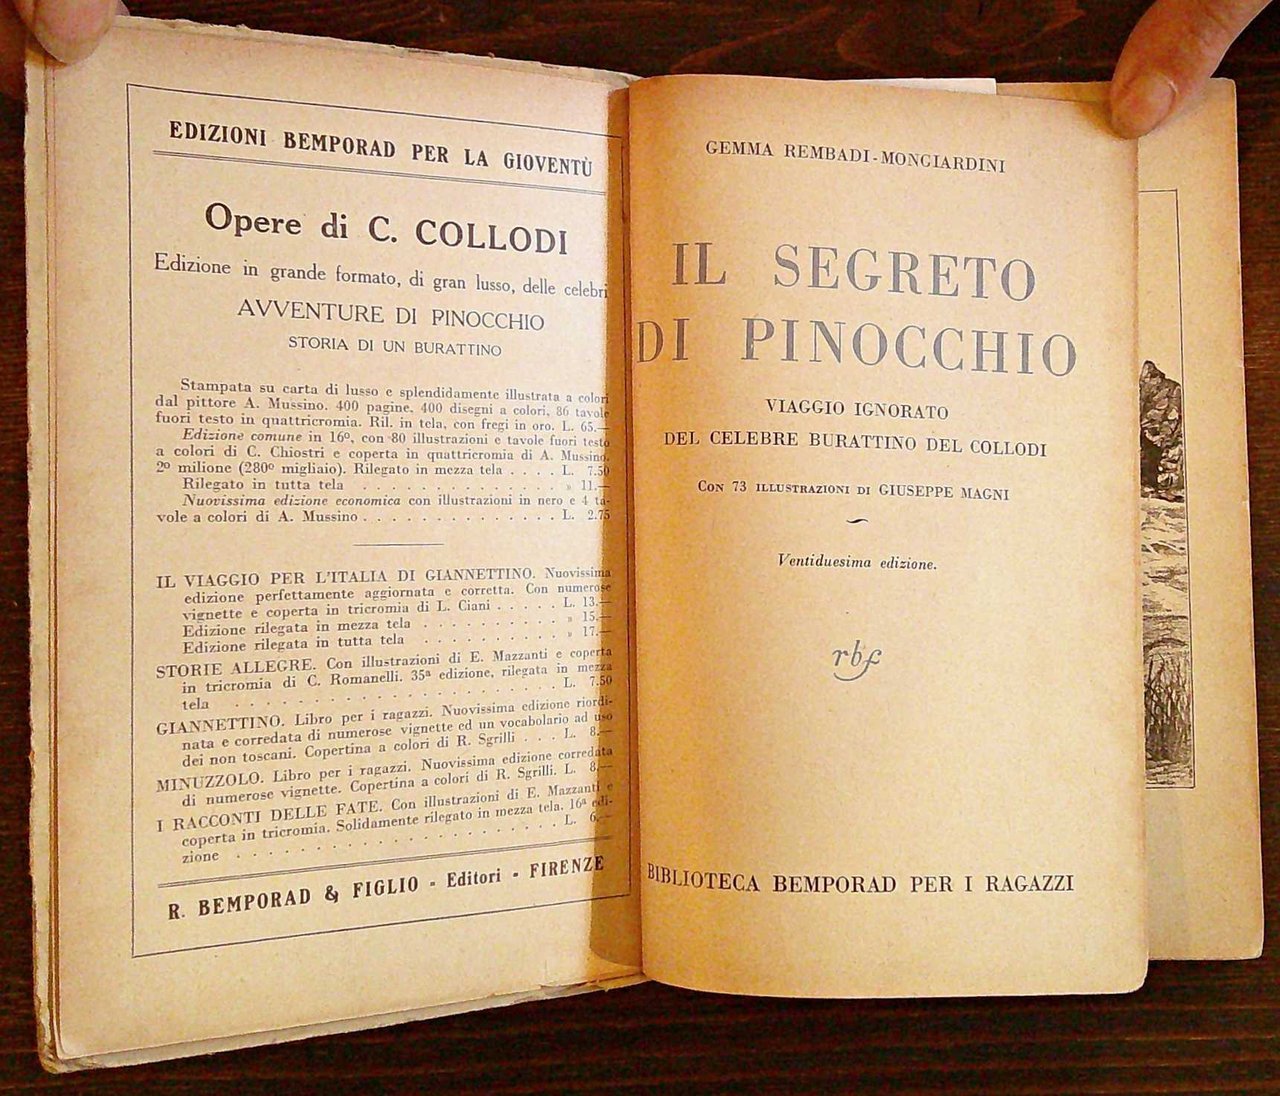 EDIZIONI BEMPORAD PER LA GIOVENTÙ
Opere di C. COLLODI
Edizione in grande formato, di gran lusso, delle celebri
AVVENTURE DI PINOCCHIO
STORIA DI UN BURATTINO
Stampata su carta di lusso e splendidamente illustrata a colori
dal pittore A. Mussino. 400 pagine, 400 disegni a colori, 86 tavole
fuori testo in quattricromia. Ril. in tela, con fregi in oro. L. 65.—
Edizione comune in 16º, con 80 illustrazioni e tavole fuori testo
a colori di C. Chiostri e coperta in quattricromia di A. Mussino.
2º milione (280º migliaio). Rilegato in mezza tela . . . . L. 7.50
Rilegato in tutta tela . . . . . . . . . . . . . . » 11.—
Nuovissima edizione economica con illustrazioni in nero e 4 ta-
vole a colori di A. Mussino . . . . . . . . . . . . . . L. 2.75
IL VIAGGIO PER L'ITALIA DI GIANNETTINO. Nuovissima
edizione perfettamente aggiornata e corretta. Con numerose
vignette e coperta in tricromia di L. Ciani . . . . . L. 13.—
Edizione rilegata in mezza tela . . . . . . . . . . » 15.—
Edizione rilegata in tutta tela . . . . . . . . . . » 17.—
STORIE ALLEGRE. Con illustrazioni di E. Mazzanti e coperta
in tricromia di C. Romanelli. 35ª edizione, rilegata in mezza
tela . . . . . . . . . . . . . . . . . . . . . . L. 7.50
GIANNETTINO. Libro per i ragazzi. Nuovissima edizione riordi-
nata e corredata di numerose vignette ed un vocabolario ad uso
dei non toscani. Copertina a colori di R. Sgrilli . . . L. 8.—
MINUZZOLO. Libro per i ragazzi. Nuovissima edizione corredata
di numerose vignette. Copertina a colori di R. Sgrilli. L. 8.—
I RACCONTI DELLE FATE. Con illustrazioni di E. Mazzanti e
coperta in tricromia. Solidamente rilegato in mezza tela. 16ª edi-
zione . . . . . . . . . . . . . . . . . . . . . L. 6.—
R. BEMPORAD & FIGLIO - Editori - FIRENZE
GEMMA REMBADI-MONGIARDINI
IL SEGRETO
DI PINOCCHIO
VIAGGIO IGNORATO
DEL CELEBRE BURATTINO DEL COLLODI
CON 73 ILLUSTRAZIONI DI GIUSEPPE MAGNI
Ventiduesima edizione.
rbf
BIBLIOTECA BEMPORAD PER I RAGAZZI